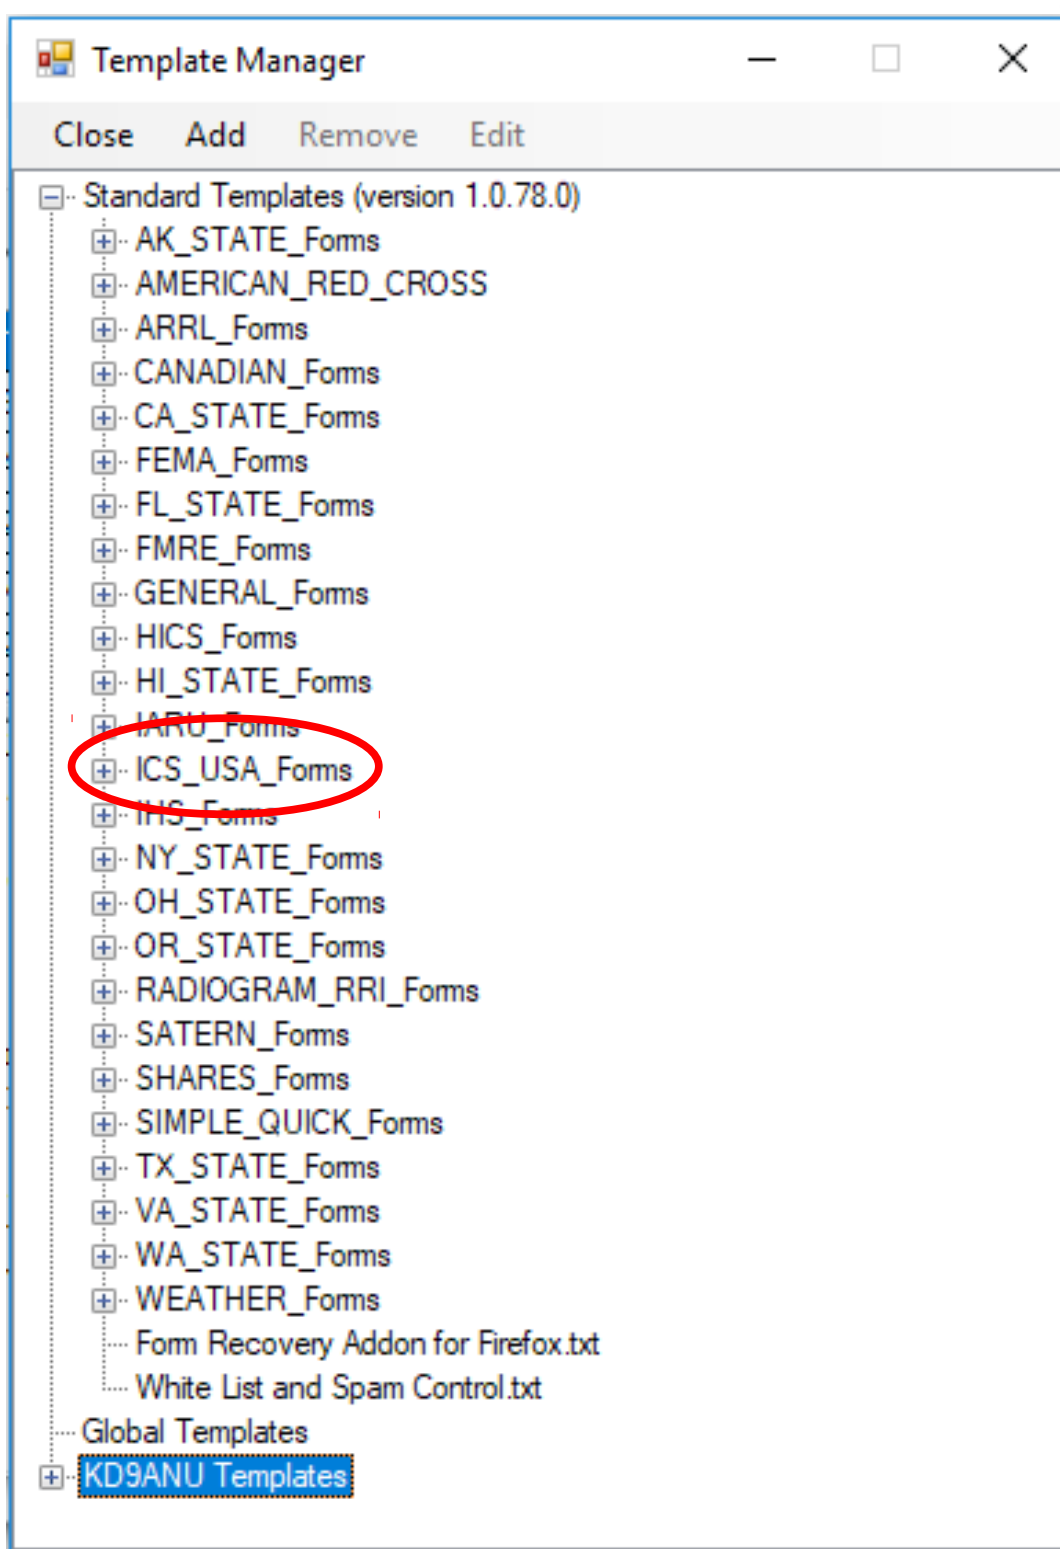 Template Manager
Close Add Remove Edit
Standard Templates (version 1.0.78.0)
AK_STATE_Forms
AMERICAN_RED_CROSS
ARRL_Forms
CANADIAN_Forms
CA_STATE_Forms
FEMA_Forms
FL_STATE_Forms
FMRE_Forms
GENERAL_Forms
HICS_Forms
HI_STATE_Forms
IARU_Forms
ICS_USA_Forms
IHS_Forms
NY_STATE_Forms
OH_STATE_Forms
OR_STATE_Forms
RADIOGRAM_RRI_Forms
SATERN_Forms
SHARES_Forms
SIMPLE_QUICK_Forms
TX_STATE_Forms
VA_STATE_Forms
WA_STATE_Forms
WEATHER_Forms
Form Recovery Addon for Firefox.txt
White List and Spam Control.txt
Global Templates
KD9ANU Templates